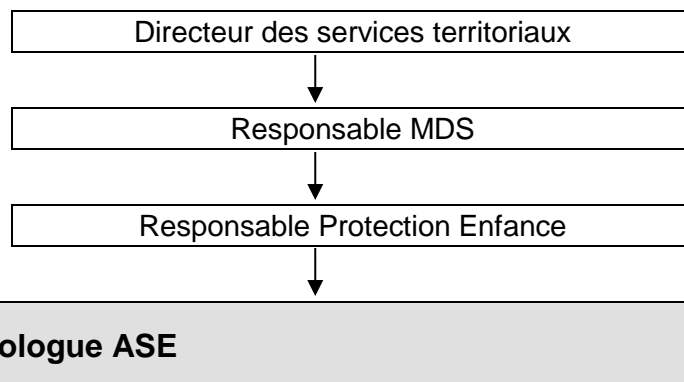 Directeur des services territoriaux
Responsable MDS
Responsable Protection Enfance
ologue ASE